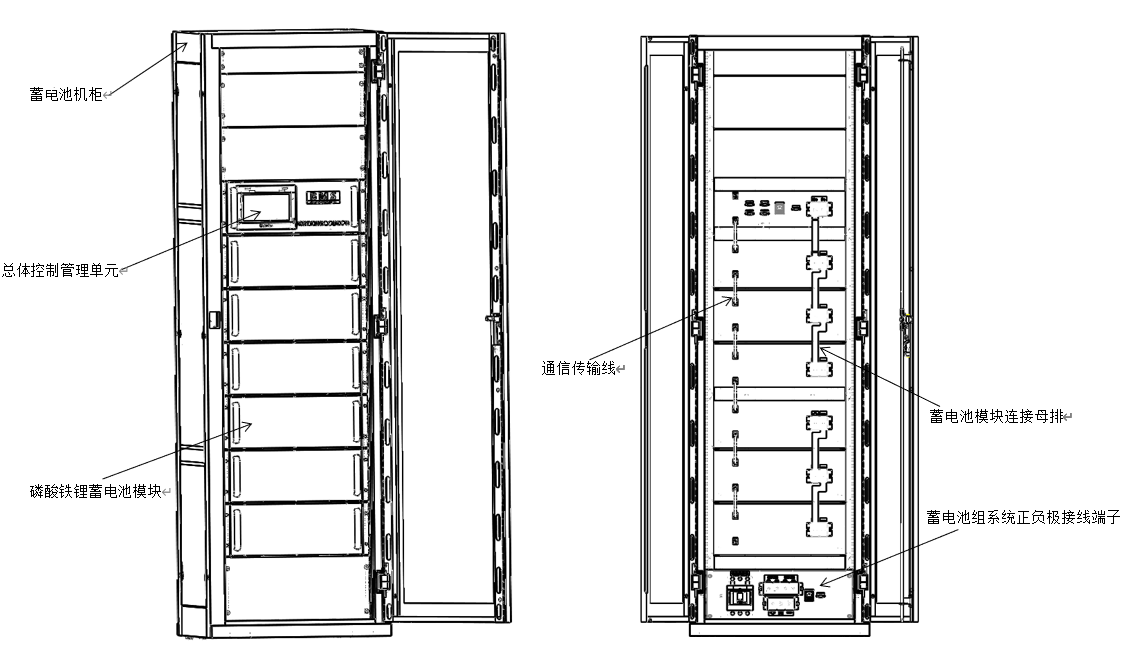 蓄电池机柜
BMS
总体控制管理单元
通信传输线
蓄电池模块连接母排
磷酸铁锂蓄电池模块
蓄电池组系统正负极接线端子